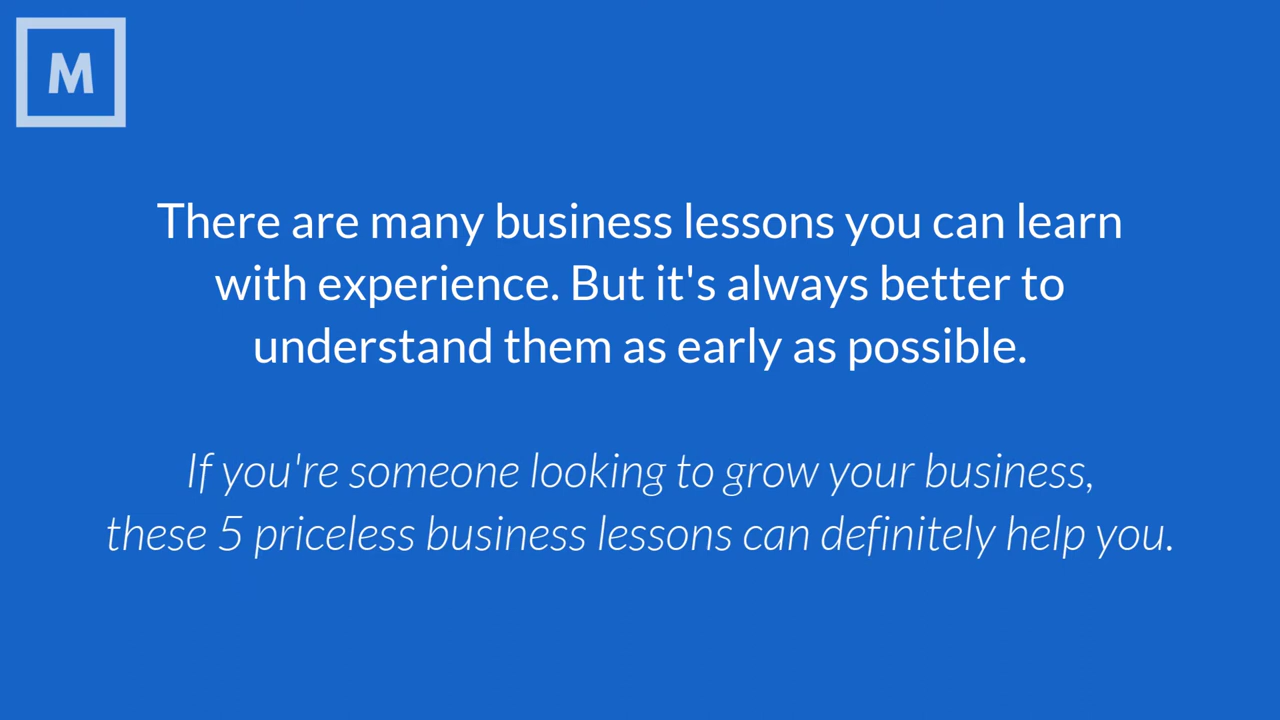 M
There are many business lessons you can learn
with experience. But it's always better to
understand them as early as possible.
If you're someone looking to grow your business,
these 5 priceless business lessons can definitely help you.